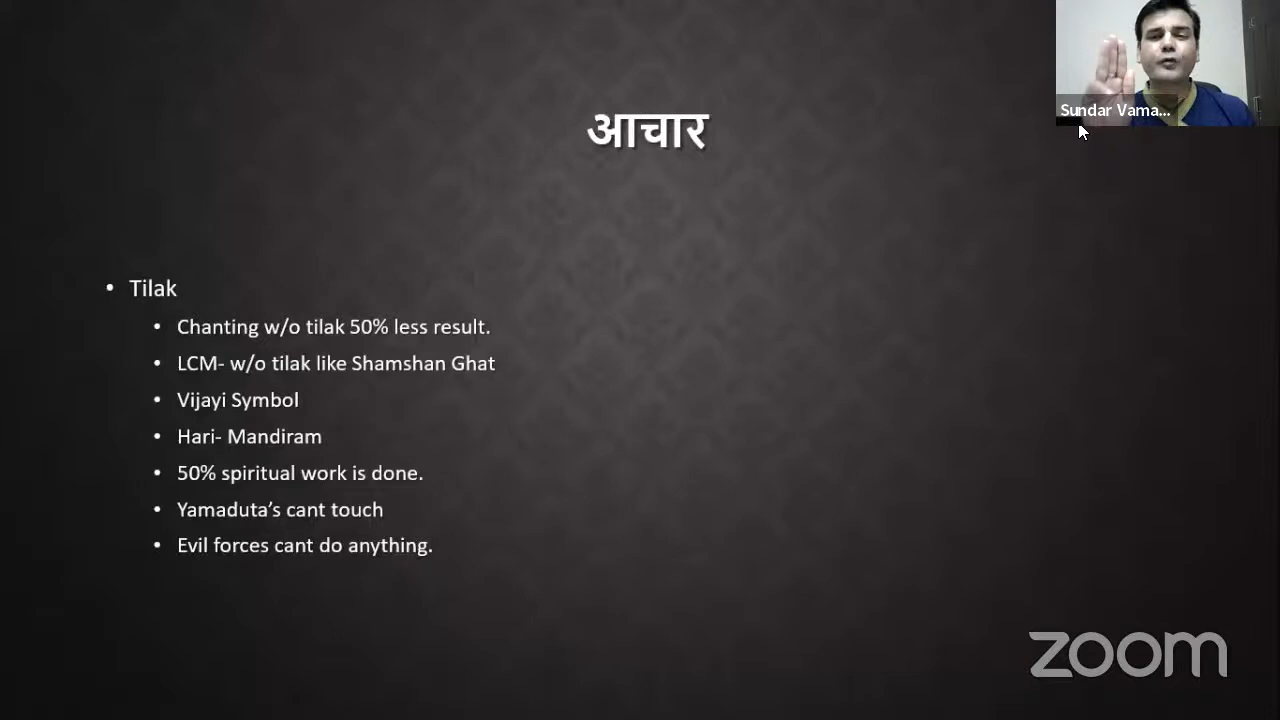 Sundar Vama...
आचार
Tilak
Chanting w/o tilak 50% less result.
LCM- w/o tilak like Shamshan Ghat
Vijayi Symbol
Hari- Mandiram
50% spiritual work is done.
Yamaduta’s cant touch
Evil forces cant do anything.
zoom